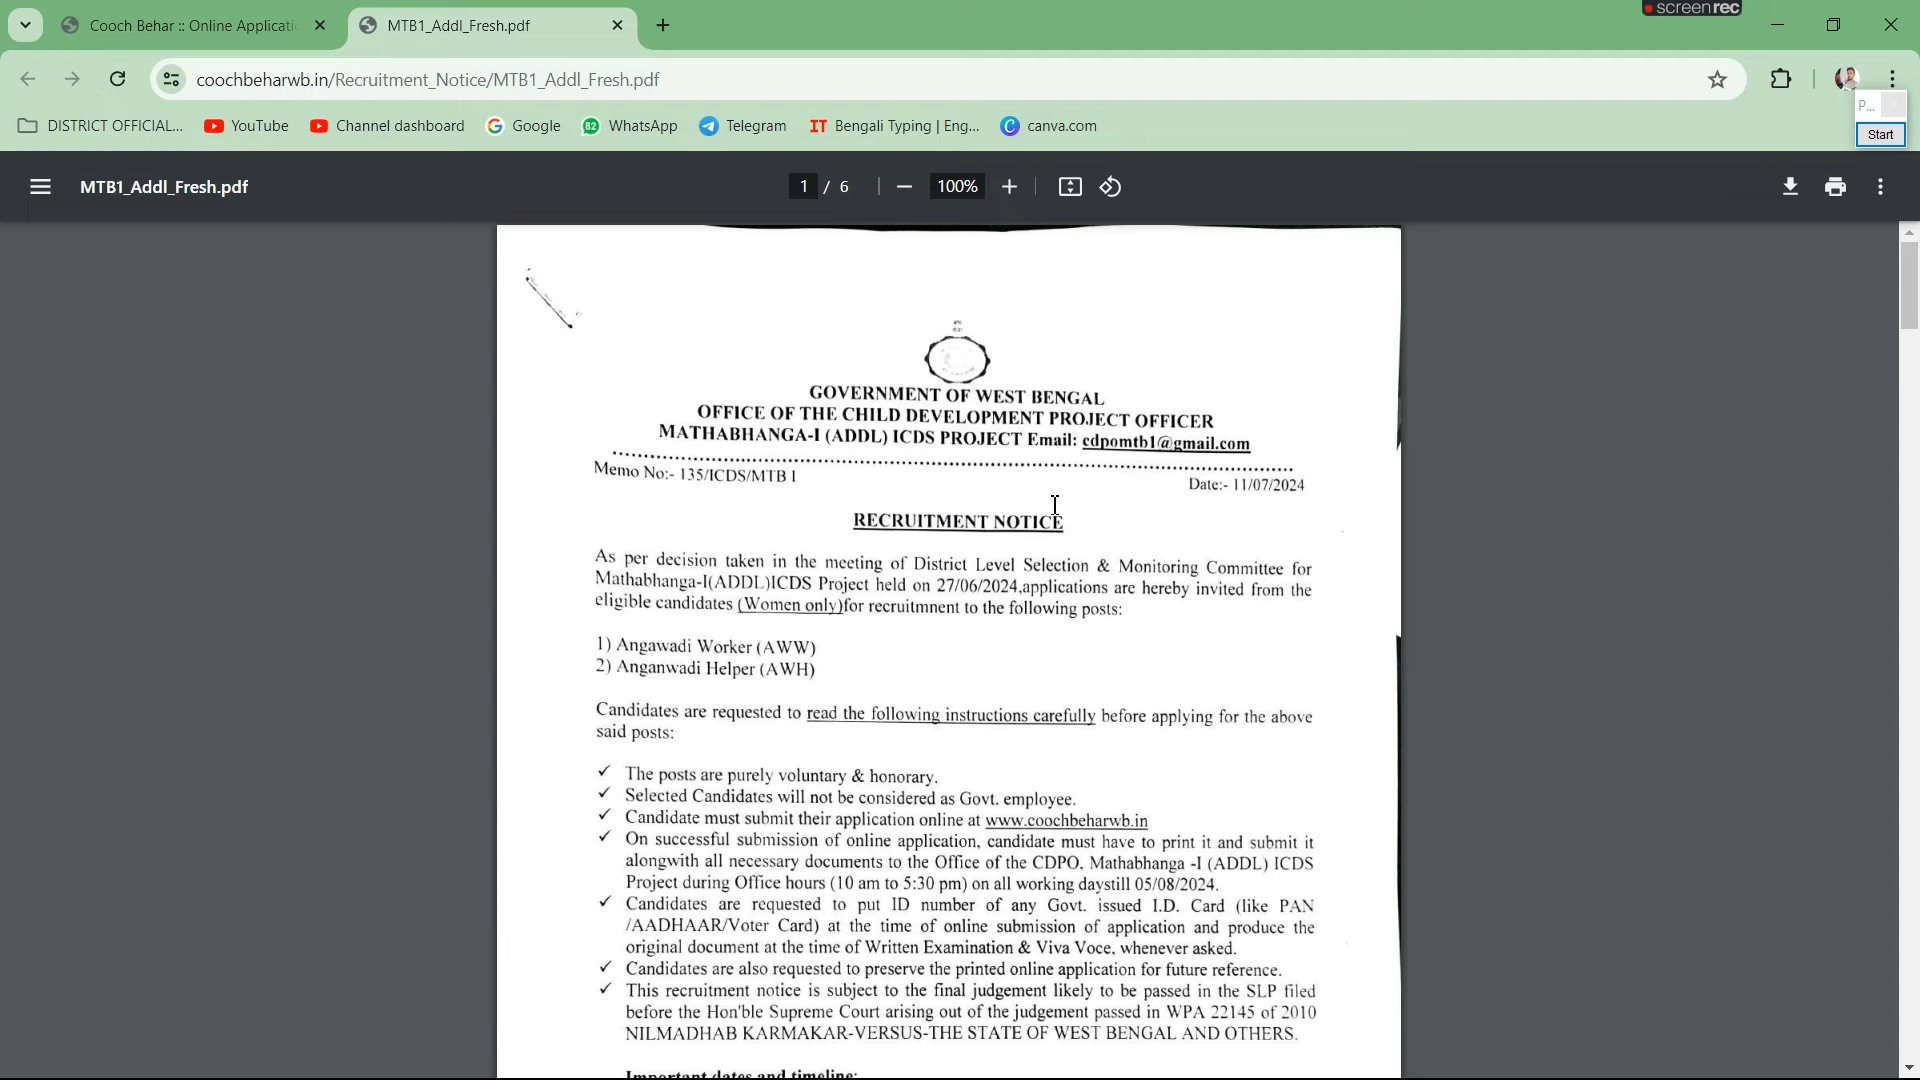 screenrec
Cooch Behar :: Online Applicati
MTB1_Addl_Fresh.pdf
coochbeharwb.in/Recruitment_Notice/MTB1_Addl_Fresh.pdf
P...
DISTRICT OFFICIAL...
YouTube
Channel dashboard
Google
82
WhatsApp
Telegram
IT
Bengali Typing | Eng...
canva.com
Start
MTB1_Addl_Fresh.pdf
1 / 6
100%
GOVERNMENT OF WEST BENGAL
OFFICE OF THE CHILD DEVELOPMENT PROJECT OFFICER
MATHABHANGA-I (ADDL) ICDS PROJECT Email: cdpomtb1@gmail.com
Memo No:- 135/ICDS/MTB I
Date:- 11/07/2024
RECRUITMENT NOTICE
As per decision taken in the meeting of District Level Selection & Monitoring Committee for
Mathabhanga-I(ADDL)ICDS Project held on 27/06/2024,applications are hereby invited from the
eligible candidates (Women only)for recruitmnent to the following posts:
1) Angawadi Worker (AWW)
2) Anganwadi Helper (AWH)
Candidates are requested to read the following instructions carefully before applying for the above
said posts:
✓ The posts are purely voluntary & honorary.
✓ Selected Candidates will not be considered as Govt. employee.
✓ Candidate must submit their application online at www.coochbeharwb.in
✓ On successful submission of online application, candidate must have to print it and submit it
alongwith all necessary documents to the Office of the CDPO, Mathabhanga -I (ADDL) ICDS
Project during Office hours (10 am to 5:30 pm) on all working daystill 05/08/2024.
✓ Candidates are requested to put ID number of any Govt. issued I.D. Card (like PAN
/AADHAAR/Voter Card) at the time of online submission of application and produce the
original document at the time of Written Examination & Viva Voce, whenever asked.
✓ Candidates are also requested to preserve the printed online application for future reference.
✓ This recruitment notice is subject to the final judgement likely to be passed in the SLP filed
before the Hon'ble Supreme Court arising out of the judgement passed in WPA 22145 of 2010
NILMADHAB KARMAKAR-VERSUS-THE STATE OF WEST BENGAL AND OTHERS.
Important dates and timeline: